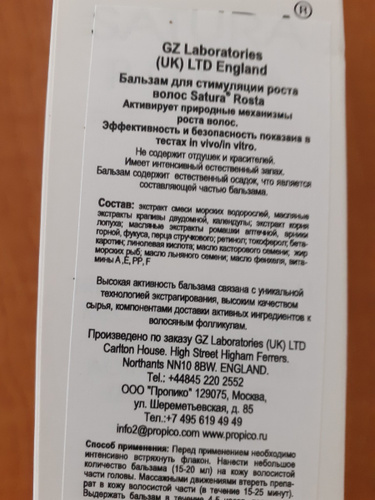 ®
GZ Laboratories
(UK) LTD England
Бальзам для стимуляции роста
волос Satura® Rosta
Активирует природные механизмы
роста волос.
Эффективность и безопасность показана в
тестах in vivo/in vitro.
Не содержит отдушек и красителей.
Имеет интенсивный естественный запах.
Бальзам содержит естественный осадок, что является
составляющей частью бальзама.
Состав: экстракт смеси морских водорослей, масляные
экстракты крапивы двудомной, календулы; экстракт корня
лопуха; масляные экстракты ромашки аптечной, арники
горной, фукуса, перца стручкового; ретинол; токоферол; бета-
каротин; линолевая кислота; масло касторового семени; жир
морских рыб; масло льняного семени; масло фенхеля, вита-
мины A ,E, PP, F
Высокая активность бальзама связана с уникальной
технологией экстрагирования, высоким качеством
сырья, компонентами доставки активных ингредиентов к
волосяным фолликулам.
Произведено по заказу GZ Laboratories (UK) LTD
Carlton House. High Street Higham Ferrers.
Northants NN10 8BW. ENGLAND.
Tel.: +44845 220 2552
ООО "Пропико" 129075, Москва,
ул. Шереметьевская, д. 85
Тел.:+7 495 619 49 49
info2@propico.com www.propico.ru
Способ применения: Перед применением необходимо
интенсивно встряхнуть флакон. Нанести небольшое
количество бальзама (15-20 мл) на кожу волосистой
части головы. Массажными движениями втереть препа-
рат в кожу волосистой части (в течение 15-25 минут).
Выдержать бальзам в течение